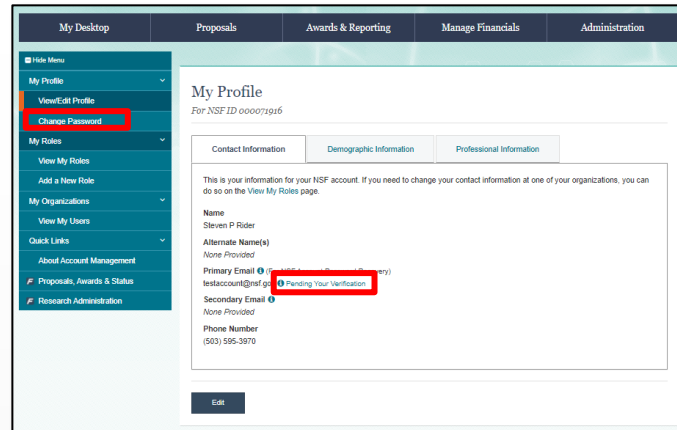 My Desktop
Proposals
Awards & Reporting
Manage Financials
Administration
Hide Menu
My Profile
View/Edit Profile
Change Password
My Roles
View My Roles
Add a New Role
My Organizations
View My Users
Quick Links
About Account Management
Proposals, Awards & Status
Research Administration
My Profile
For NSF ID 000071916
Contact Information
Demographic Information
Professional Information
This is your information for your NSF account. If you need to change your contact information at one of your organizations, you can
do so on the View My Roles page.
Name
Steven P Rider
Alternate Name(s)
None Provided
Primary Email
testaccount@nsf.go Pending Your Verification
Secondary Email
None Provided
Phone Number
(503) 595-3970
Edit